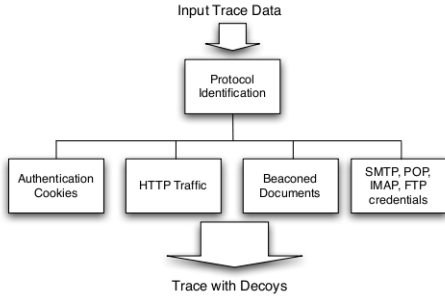 Input Trace Data
Protocol
Identification
Authentication
Cookies
HTTP Traffic
Beaconed
Documents
SMTP, POP,
IMAP, FTP
credentials
Trace with Decoys